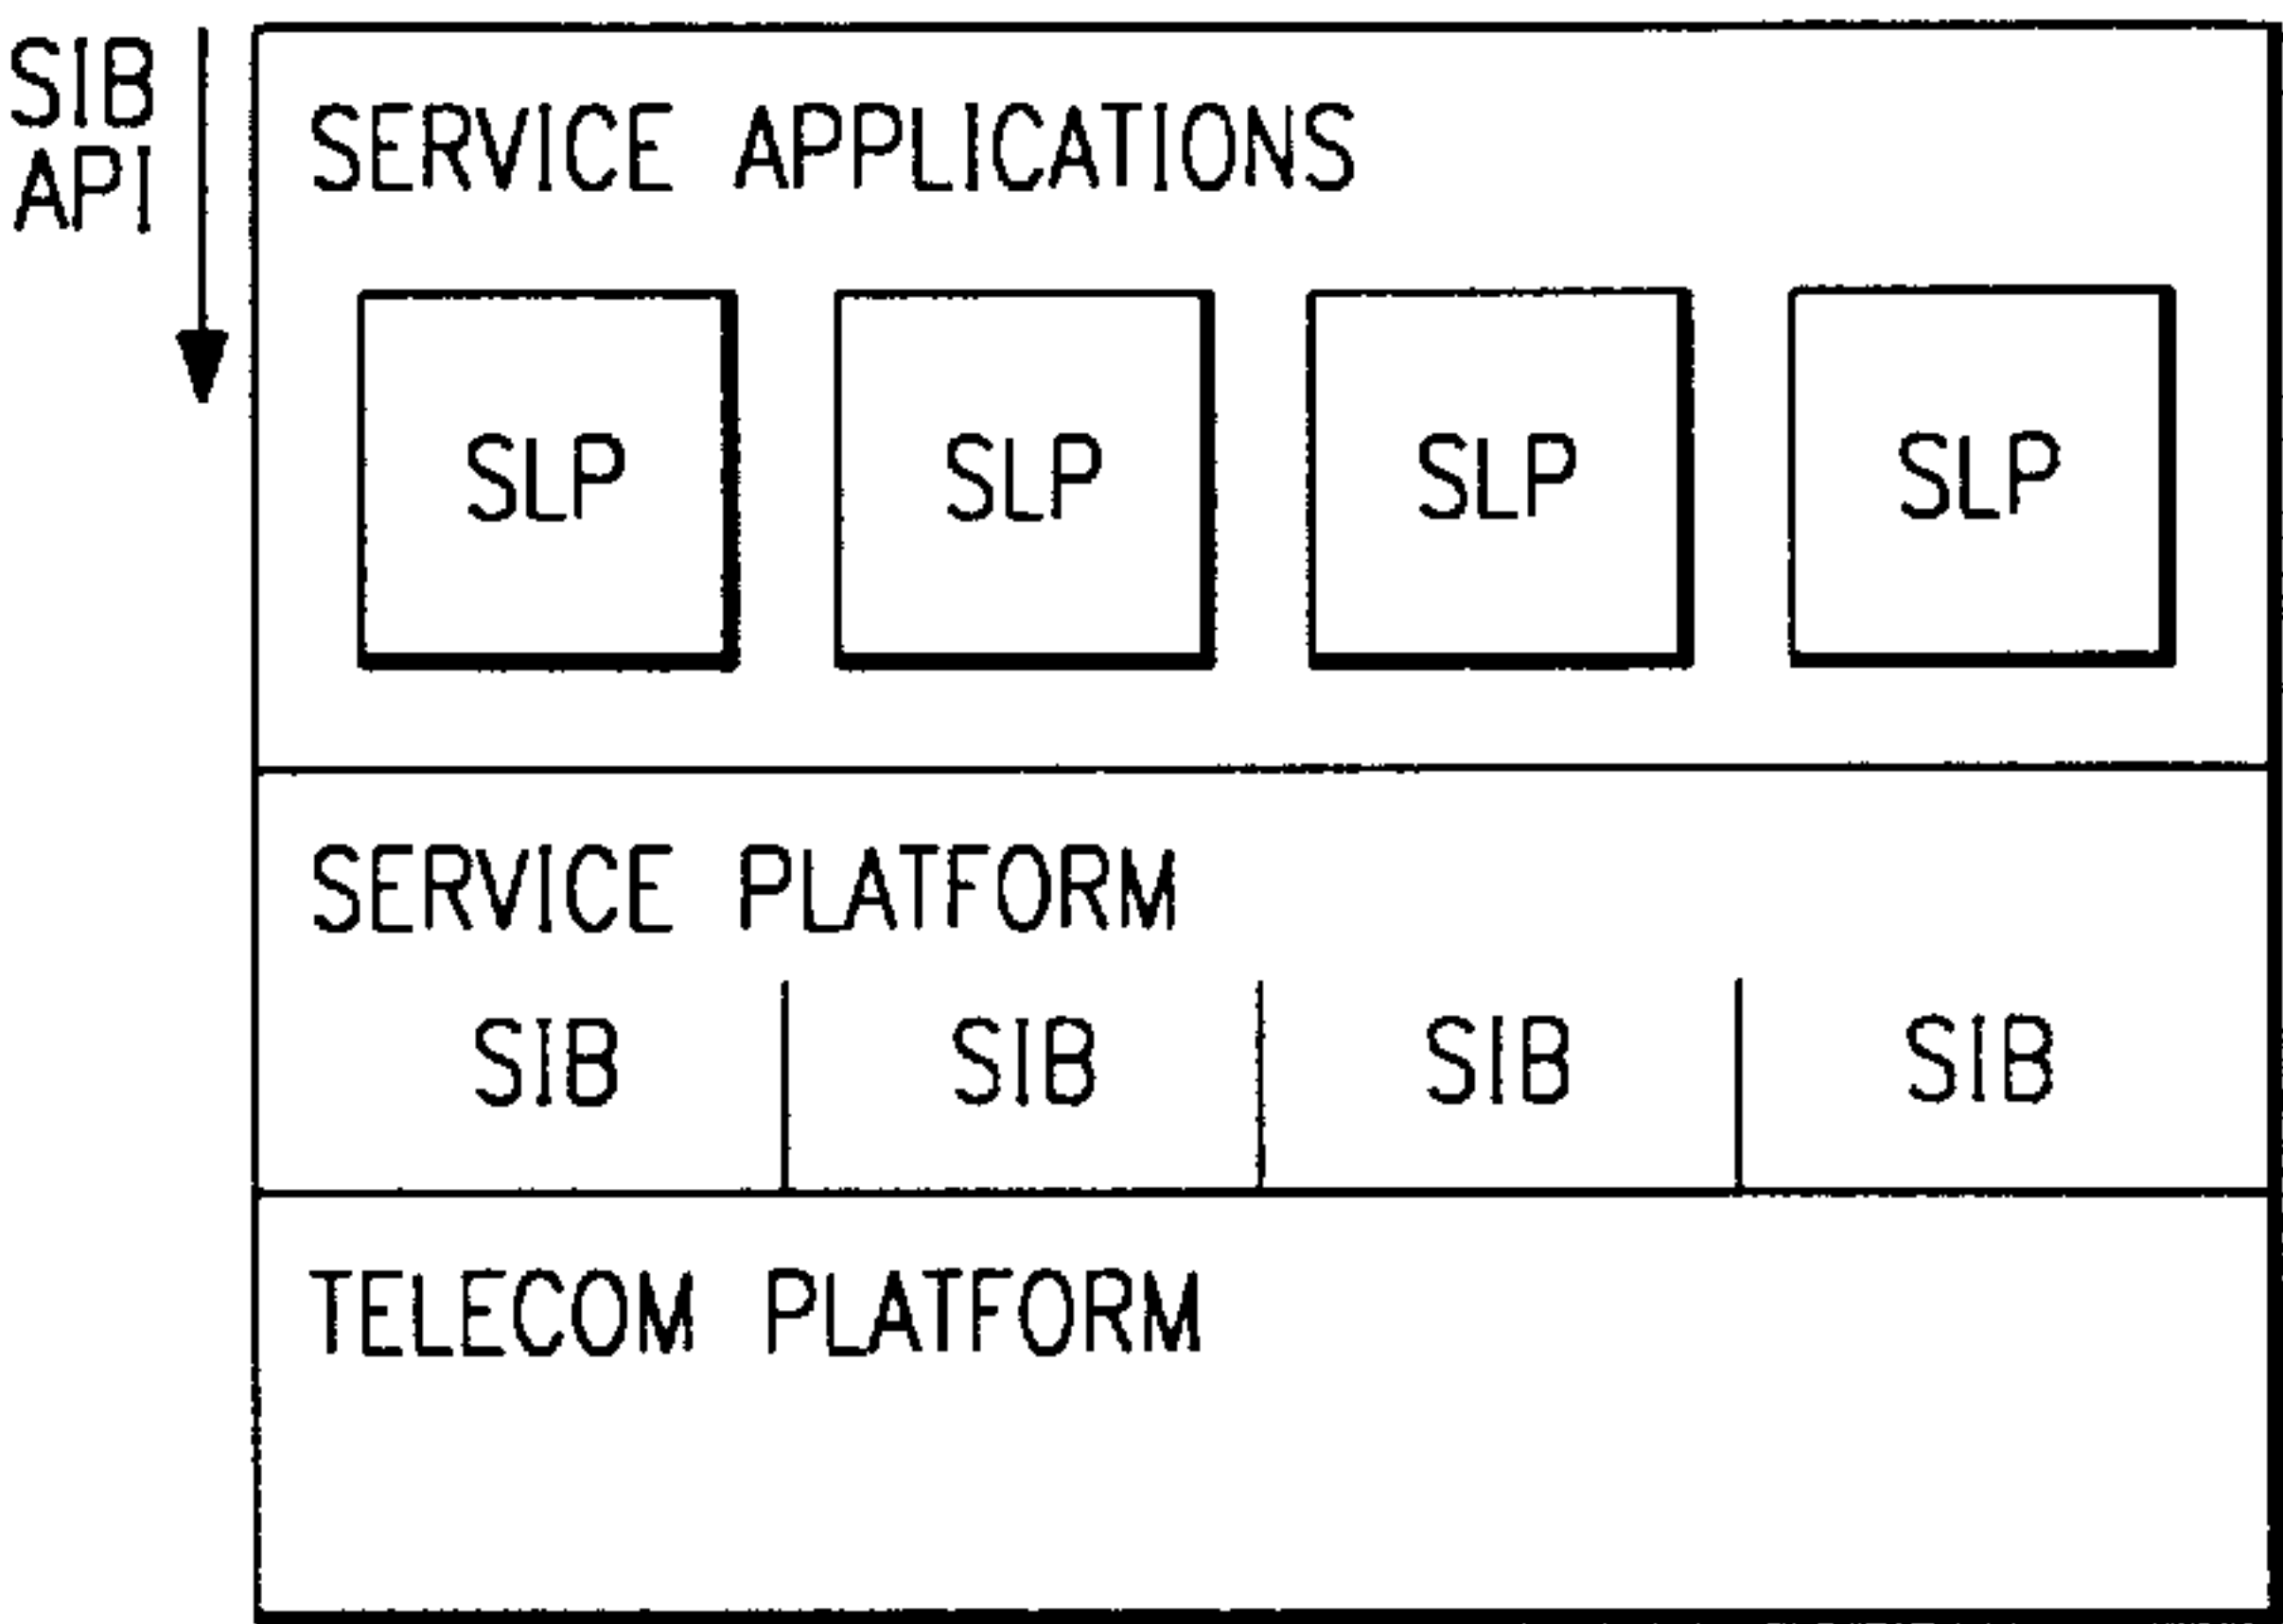 SIB
API
SERVICE APPLICATIONS
SLP SLP SLP SLP
SERVICE PLATFORM
SIB SIB SIB SIB
TELECOM PLATFORM